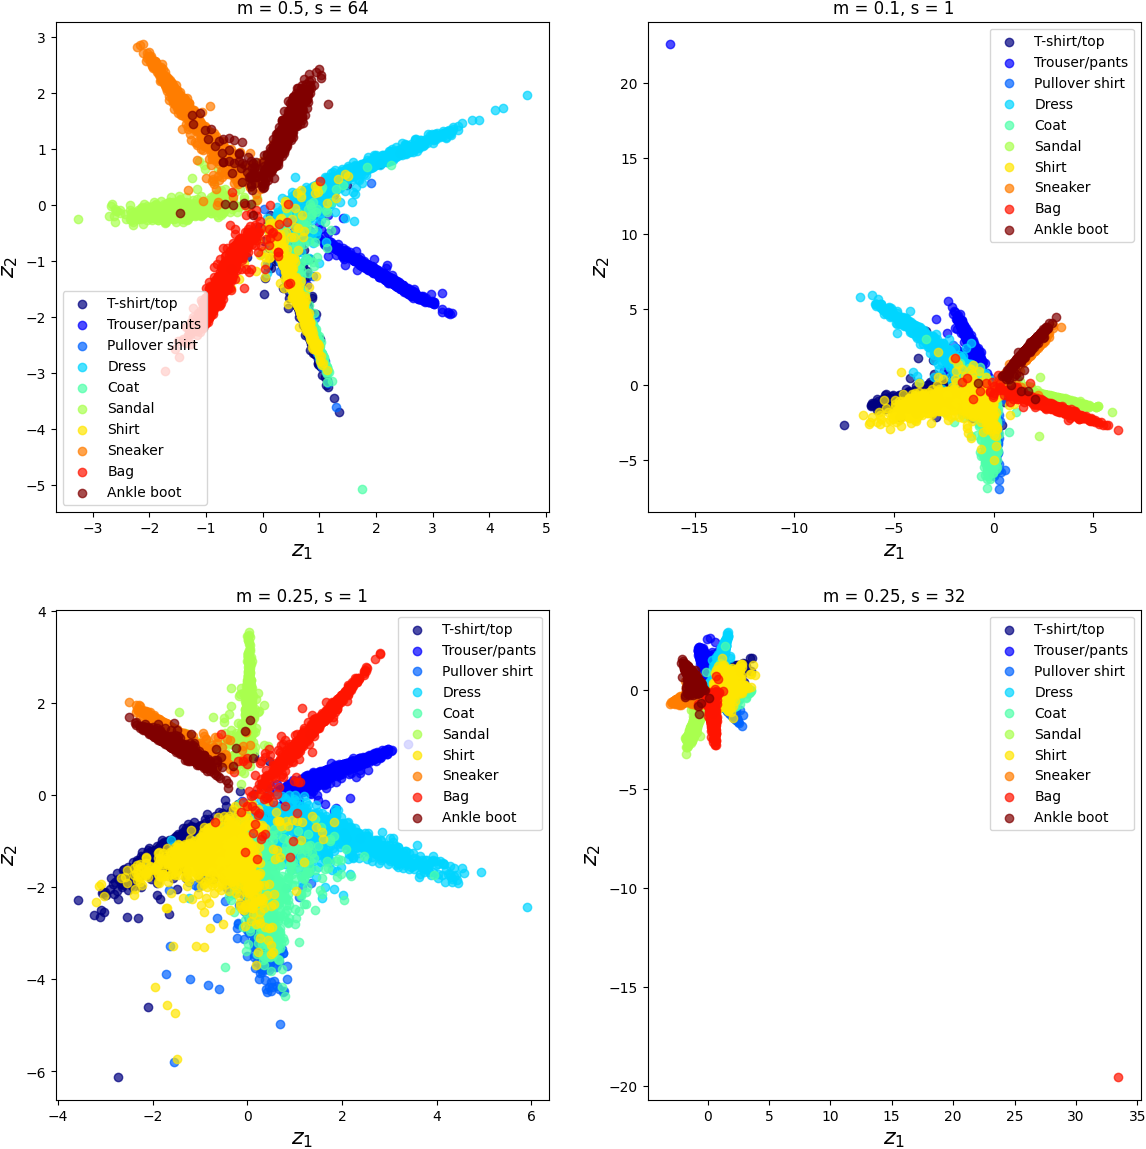 m = 0.5, s = 64
3
2
1
0
−1
−2
−3
−4
−5
z2
T-shirt/top
Trouser/pants
Pullover shirt
Dress
Coat
Sandal
Shirt
Sneaker
Bag
Ankle boot
−3 −2 −1 0 1 2 3 4 5
z1
m = 0.1, s = 1
20
15
10
5
0
−5
z2
T-shirt/top
Trouser/pants
Pullover shirt
Dress
Coat
Sandal
Shirt
Sneaker
Bag
Ankle boot
−15 −10 −5 0 5
z1
m = 0.25, s = 1
4
2
0
−2
−4
−6
z2
T-shirt/top
Trouser/pants
Pullover shirt
Dress
Coat
Sandal
Shirt
Sneaker
Bag
Ankle boot
−4 −2 0 2 4 6
z1
m = 0.25, s = 32
0
−5
−10
−15
−20
z2
T-shirt/top
Trouser/pants
Pullover shirt
Dress
Coat
Sandal
Shirt
Sneaker
Bag
Ankle boot
0 5 10 15 20 25 30 35
z1